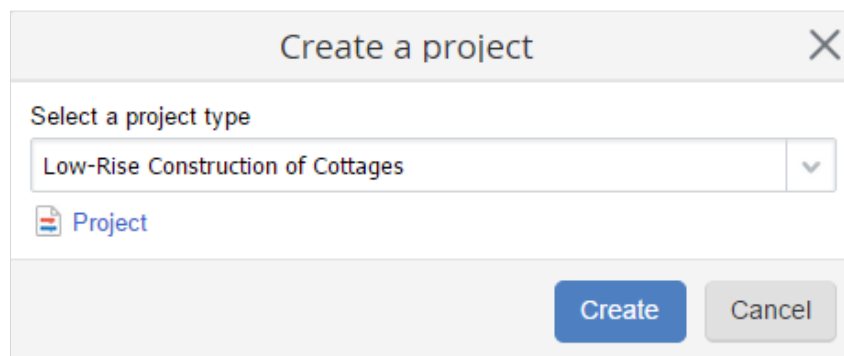 Create a project
Select a project type
Low-Rise Construction of Cottages
Project
Create Cancel